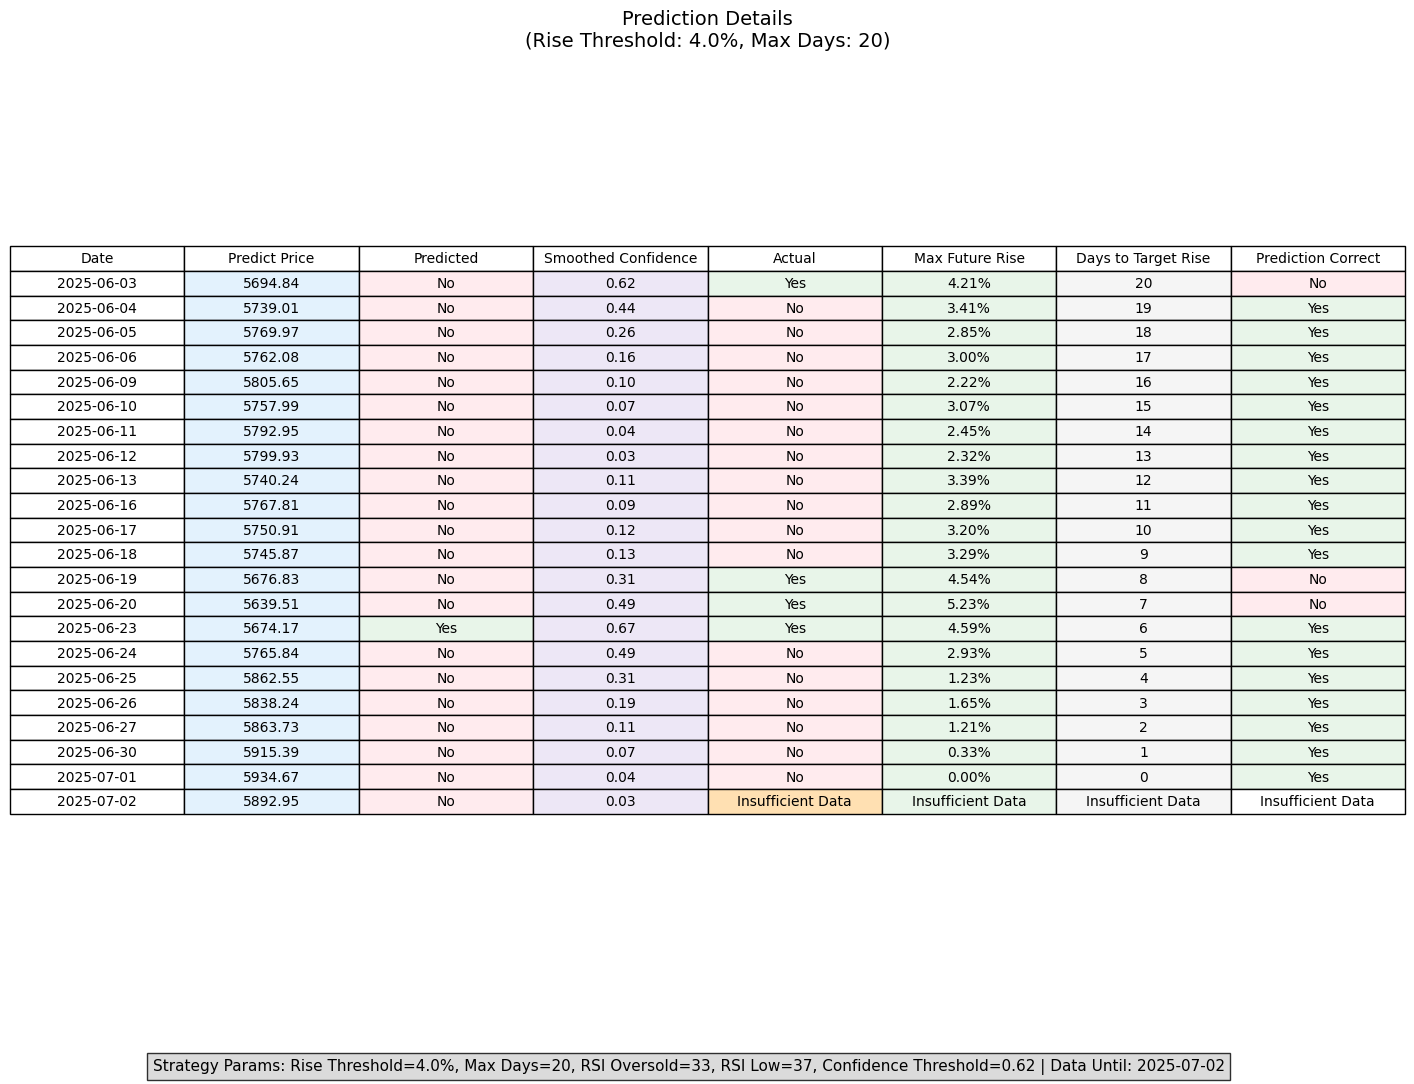 Prediction Details
(Rise Threshold: 4.0%, Max Days: 20)
Date Predict Price Predicted Smoothed Confidence Actual Max Future Rise Days to Target Rise Prediction Correct
2025-06-03 5694.84 No 0.62 Yes 4.21% 20 No
2025-06-04 5739.01 No 0.44 No 3.41% 19 Yes
2025-06-05 5769.97 No 0.26 No 2.85% 18 Yes
2025-06-06 5762.08 No 0.16 No 3.00% 17 Yes
2025-06-09 5805.65 No 0.10 No 2.22% 16 Yes
2025-06-10 5757.99 No 0.07 No 3.07% 15 Yes
2025-06-11 5792.95 No 0.04 No 2.45% 14 Yes
2025-06-12 5799.93 No 0.03 No 2.32% 13 Yes
2025-06-13 5740.24 No 0.11 No 3.39% 12 Yes
2025-06-16 5767.81 No 0.09 No 2.89% 11 Yes
2025-06-17 5750.91 No 0.12 No 3.20% 10 Yes
2025-06-18 5745.87 No 0.13 No 3.29% 9 Yes
2025-06-19 5676.83 No 0.31 Yes 4.54% 8 No
2025-06-20 5639.51 No 0.49 Yes 5.23% 7 No
2025-06-23 5674.17 Yes 0.67 Yes 4.59% 6 Yes
2025-06-24 5765.84 No 0.49 No 2.93% 5 Yes
2025-06-25 5862.55 No 0.31 No 1.23% 4 Yes
2025-06-26 5838.24 No 0.19 No 1.65% 3 Yes
2025-06-27 5863.73 No 0.11 No 1.21% 2 Yes
2025-06-30 5915.39 No 0.07 No 0.33% 1 Yes
2025-07-01 5934.67 No 0.04 No 0.00% 0 Yes
2025-07-02 5892.95 No 0.03 Insufficient Data Insufficient Data Insufficient Data Insufficient Data
Strategy Params: Rise Threshold=4.0%, Max Days=20, RSI Oversold=33, RSI Low=37, Confidence Threshold=0.62 | Data Until: 2025-07-02